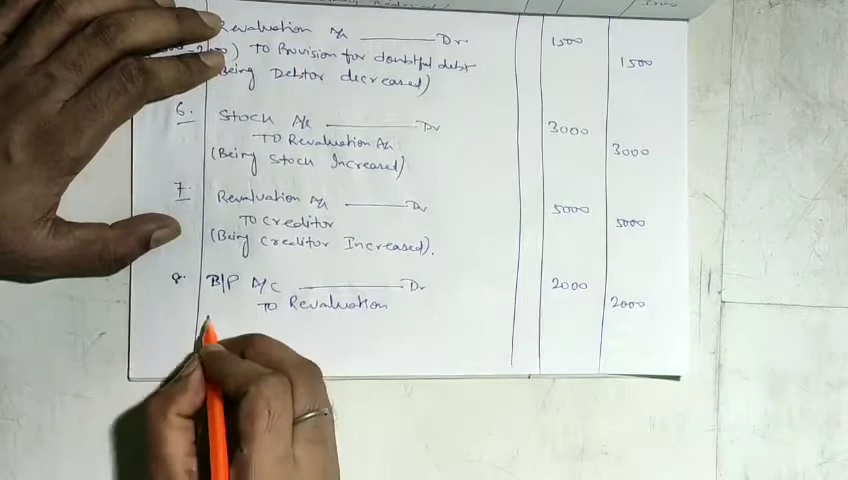 Revaluation A/c ——— Dr 1500
) To Provision for doubtful debt 1500
Being Debtor decreased)
6. Stock A/c ——— Dr 3000
To Revaluation A/c 3000
(Being Stock Increased)
7. Revaluation A/c ——— Dr 5000
To Creditor 5000
(Being Creditor Increased).
8. B/P A/C ——— Dr 2000
To Revaluation 2000